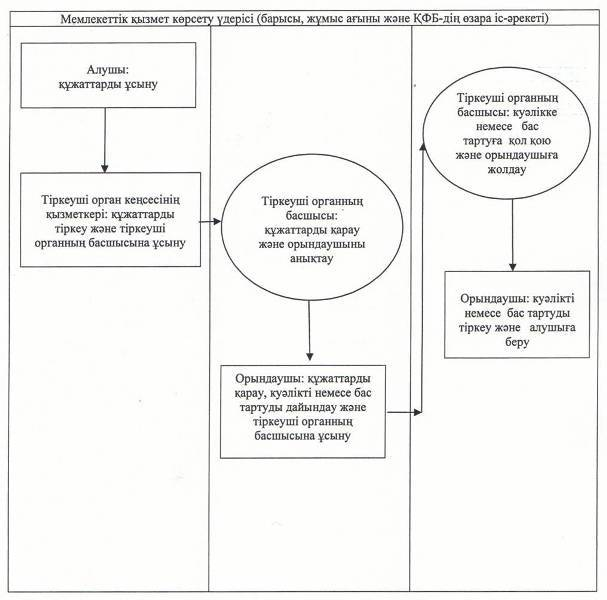 Мемлекеттік қызмет көрсету үдерісі (барысы, жұмыс ағыны және ҚФБ-дің өзара іс-әрекеті)
Алушы:
құжаттарды ұсыну
Тіркеуші орган кеңсесінің
қызметкері: құжаттарды
тіркеу және тіркеуші
органның басшысына ұсыну
Тіркеуші органның
басшысы:
құжаттарды қарау
және орындаушыны
анықтау
Орындаушы: құжаттарды
қарау, куәлікті немесе бас
тартуды дайындау және
тіркеуші органның
басшысына ұсыну
Тіркеуші органның
басшысы: куәлікке
немесе бас
тартуға қол қою
және орындаушыға
жолдау
Орындаушы: куәлікті
немесе бас тартуды
тіркеу және алушыға
беру